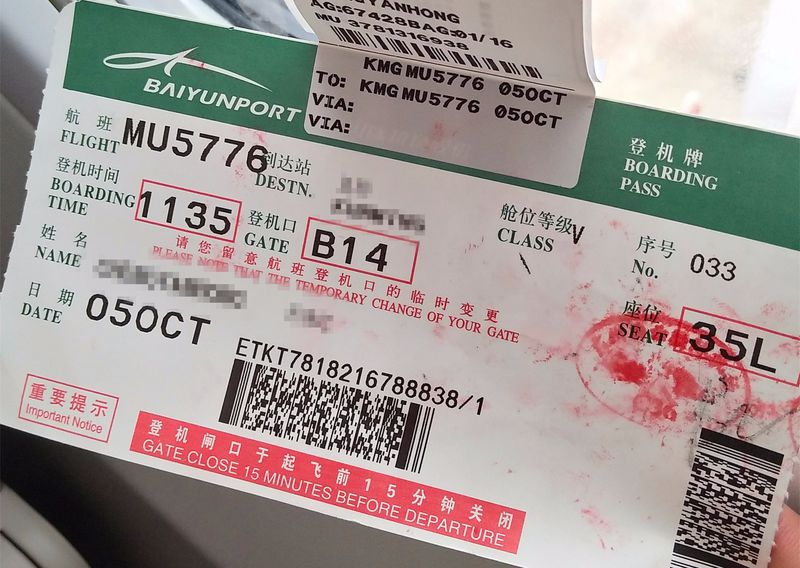 YANHONG
AG:67428BAG:01/16
MU 3781316938
KMG MU5776 05OCT
TO: KMG MU5776 05OCT
VIA:
VIA:
BAIYUNPORT
登机牌
BOARDING
PASS
航班
FLIGHT
MU5776
到达站
DESTN.
舱位等级
CLASS
V
序号
No.
033
登机时间
BOARDING
TIME
1135
登机口
GATE
B14
座位
SEAT
35L
请您留意航班登机口的临时变更
PLEASE NOTE THAT THE TEMPORARY CHANGE OF YOUR GATE
姓名
NAME
日期
DATE
05OCT
ETKT7818216788838/1
重要提示
Important Notice
登机闸口于起飞前15分钟关闭
GATE CLOSE 15 MINUTES BEFORE DEPARTURE